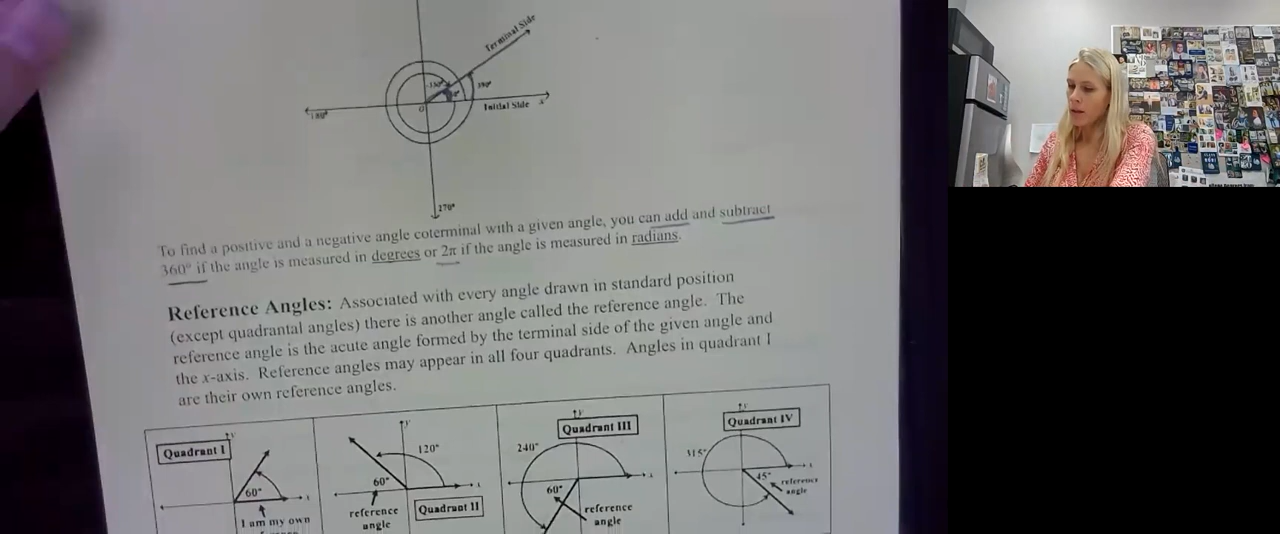 Terminal Side
390°
Initial Side
x
180°
270°
To find a positive and a negative angle coterminal with a given angle, you can add and subtract
360° if the angle is measured in degrees or 2π if the angle is measured in radians.
Reference Angles: Associated with every angle drawn in standard position
(except quadrantal angles) there is another angle called the reference angle. The
reference angle is the acute angle formed by the terminal side of the given angle and
the x-axis. Reference angles may appear in all four quadrants. Angles in quadrant I
are their own reference angles.
Quadrant I
y
60°
x
I am my own
y
120°
60°
x
reference
angle
Quadrant II
y
Quadrant III
240°
x
60°
reference
angle
y
Quadrant IV
315°
x
45°
reference
angle